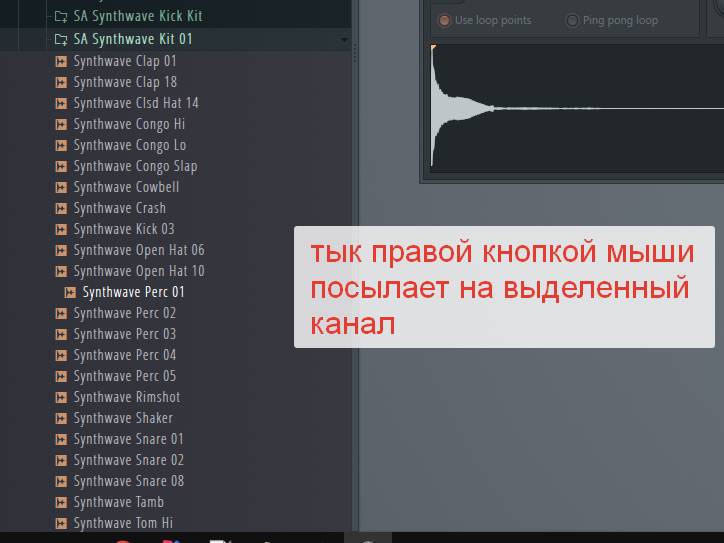 SA Synthwave Kick Kit
SA Synthwave Kit 01
Synthwave Clap 01
Synthwave Clap 18
Synthwave Clsd Hat 14
Synthwave Congo Hi
Synthwave Congo Lo
Synthwave Congo Slap
Synthwave Cowbell
Synthwave Crash
Synthwave Kick 03
Synthwave Open Hat 06
Synthwave Open Hat 10
Synthwave Perc 01
Synthwave Perc 02
Synthwave Perc 03
Synthwave Perc 04
Synthwave Perc 05
Synthwave Rimshot
Synthwave Shaker
Synthwave Snare 01
Synthwave Snare 02
Synthwave Snare 08
Synthwave Tamb
Synthwave Tom Hi
Use loop points
Ping pong loop
тык правой кнопкой мыши
посылает на выделенный
канал